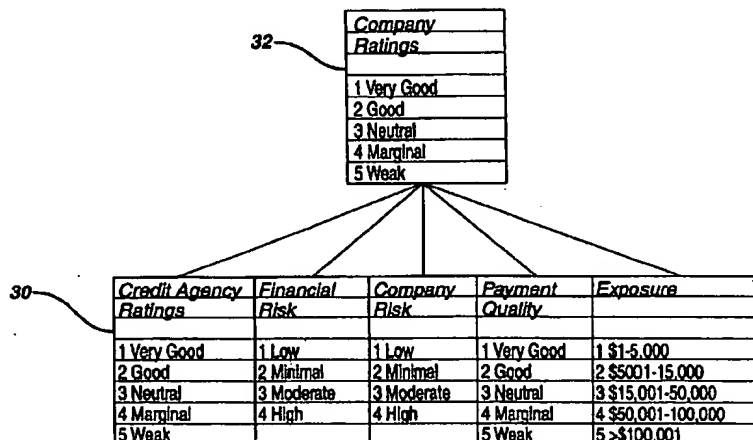 Company
Ratings
32
1 Very Good
2 Good
3 Neutral
4 Marginal
5 Weak
30
Credit Agency Financial Company Payment Exposure
Ratings Risk Risk Quality
1 Very Good 1 Low 1 Low 1 Very Good 1 $1-5.000
2 Good 2 Minimal 2 Minimal 2 Good 2 $5001-15,000
3 Neutral 3 Moderate 3 Moderate 3 Neutral 3 $15,001-50,000
4 Marginal 4 High 4 High 4 Marginal 4 $50,001-100,000
5 Weak 5 Weak 5 >$100.001